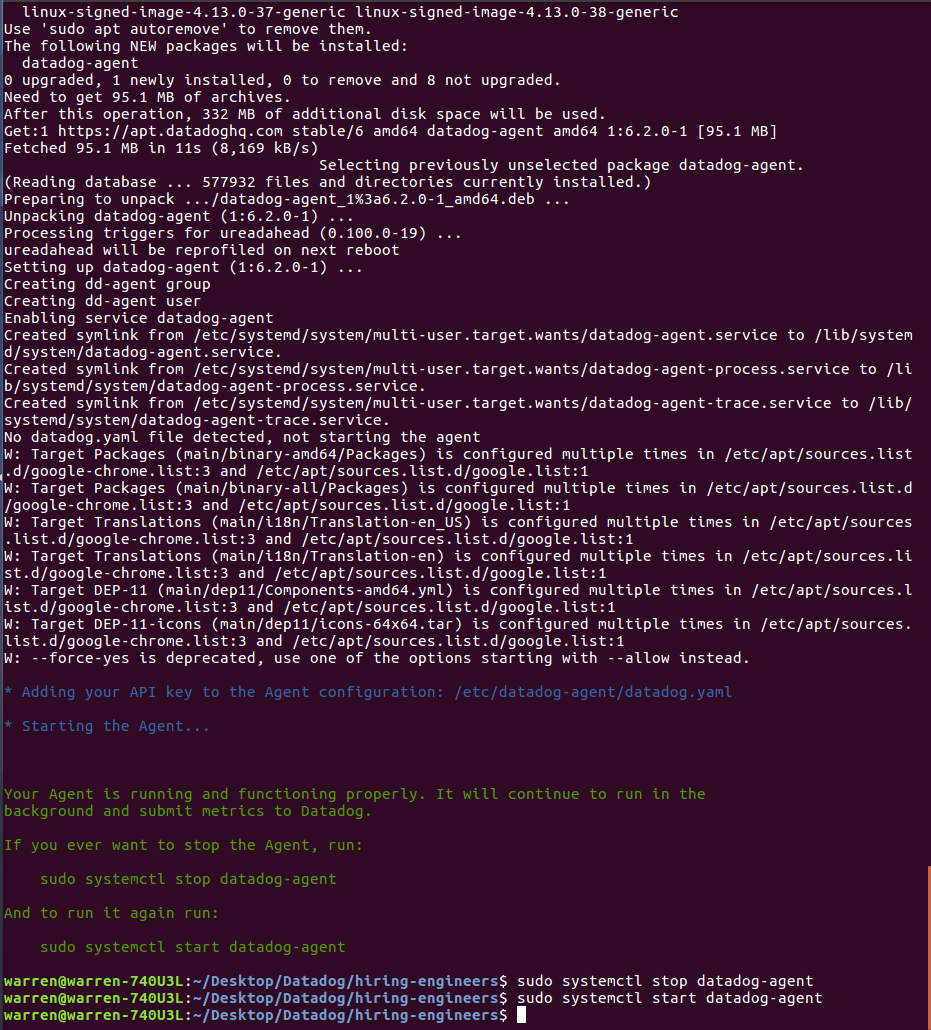 linux-signed-image-4.13.0-37-generic linux-signed-image-4.13.0-38-generic
Use 'sudo apt autoremove' to remove them.
The following NEW packages will be installed:
datadog-agent
0 upgraded, 1 newly installed, 0 to remove and 8 not upgraded.
Need to get 95.1 MB of archives.
After this operation, 332 MB of additional disk space will be used.
Get:1 https://apt.datadoghq.com stable/6 amd64 datadog-agent amd64 1:6.2.0-1 [95.1 MB]
Fetched 95.1 MB in 11s (8,169 kB/s)
Selecting previously unselected package datadog-agent.
(Reading database ... 577932 files and directories currently installed.)
Preparing to unpack .../datadog-agent_1%3a6.2.0-1_amd64.deb ...
Unpacking datadog-agent (1:6.2.0-1) ...
Processing triggers for ureadahead (0.100.0-19) ...
ureadahead will be reprofiled on next reboot
Setting up datadog-agent (1:6.2.0-1) ...
Creating dd-agent group
Creating dd-agent user
Enabling service datadog-agent
Created symlink from /etc/systemd/system/multi-user.target.wants/datadog-agent.service to /lib/system
d/system/datadog-agent.service.
Created symlink from /etc/systemd/system/multi-user.target.wants/datadog-agent-process.service to /li
b/systemd/system/datadog-agent-process.service.
Created symlink from /etc/systemd/system/multi-user.target.wants/datadog-agent-trace.service to /lib/
systemd/system/datadog-agent-trace.service.
No datadog.yaml file detected, not starting the agent
W: Target Packages (main/binary-amd64/Packages) is configured multiple times in /etc/apt/sources.list
.d/google-chrome.list:3 and /etc/apt/sources.list.d/google.list:1
W: Target Packages (main/binary-all/Packages) is configured multiple times in /etc/apt/sources.list.d
/google-chrome.list:3 and /etc/apt/sources.list.d/google.list:1
W: Target Translations (main/i18n/Translation-en_US) is configured multiple times in /etc/apt/sources
.list.d/google-chrome.list:3 and /etc/apt/sources.list.d/google.list:1
W: Target Translations (main/i18n/Translation-en) is configured multiple times in /etc/apt/sources.li
st.d/google-chrome.list:3 and /etc/apt/sources.list.d/google.list:1
W: Target DEP-11 (main/dep11/Components-amd64.yml) is configured multiple times in /etc/apt/sources.l
ist.d/google-chrome.list:3 and /etc/apt/sources.list.d/google.list:1
W: Target DEP-11-icons (main/dep11/icons-64x64.tar) is configured multiple times in /etc/apt/sources.
list.d/google-chrome.list:3 and /etc/apt/sources.list.d/google.list:1
W: --force-yes is deprecated, use one of the options starting with --allow instead.
* Adding your API key to the Agent configuration: /etc/datadog-agent/datadog.yaml
* Starting the Agent...
Your Agent is running and functioning properly. It will continue to run in the
background and submit metrics to Datadog.
If you ever want to stop the Agent, run:
sudo systemctl stop datadog-agent
And to run it again run:
sudo systemctl start datadog-agent
warren@warren-740U3L:~/Desktop/Datadog/hiring-engineers$ sudo systemctl stop datadog-agent
warren@warren-740U3L:~/Desktop/Datadog/hiring-engineers$ sudo systemctl start datadog-agent
warren@warren-740U3L:~/Desktop/Datadog/hiring-engineers$